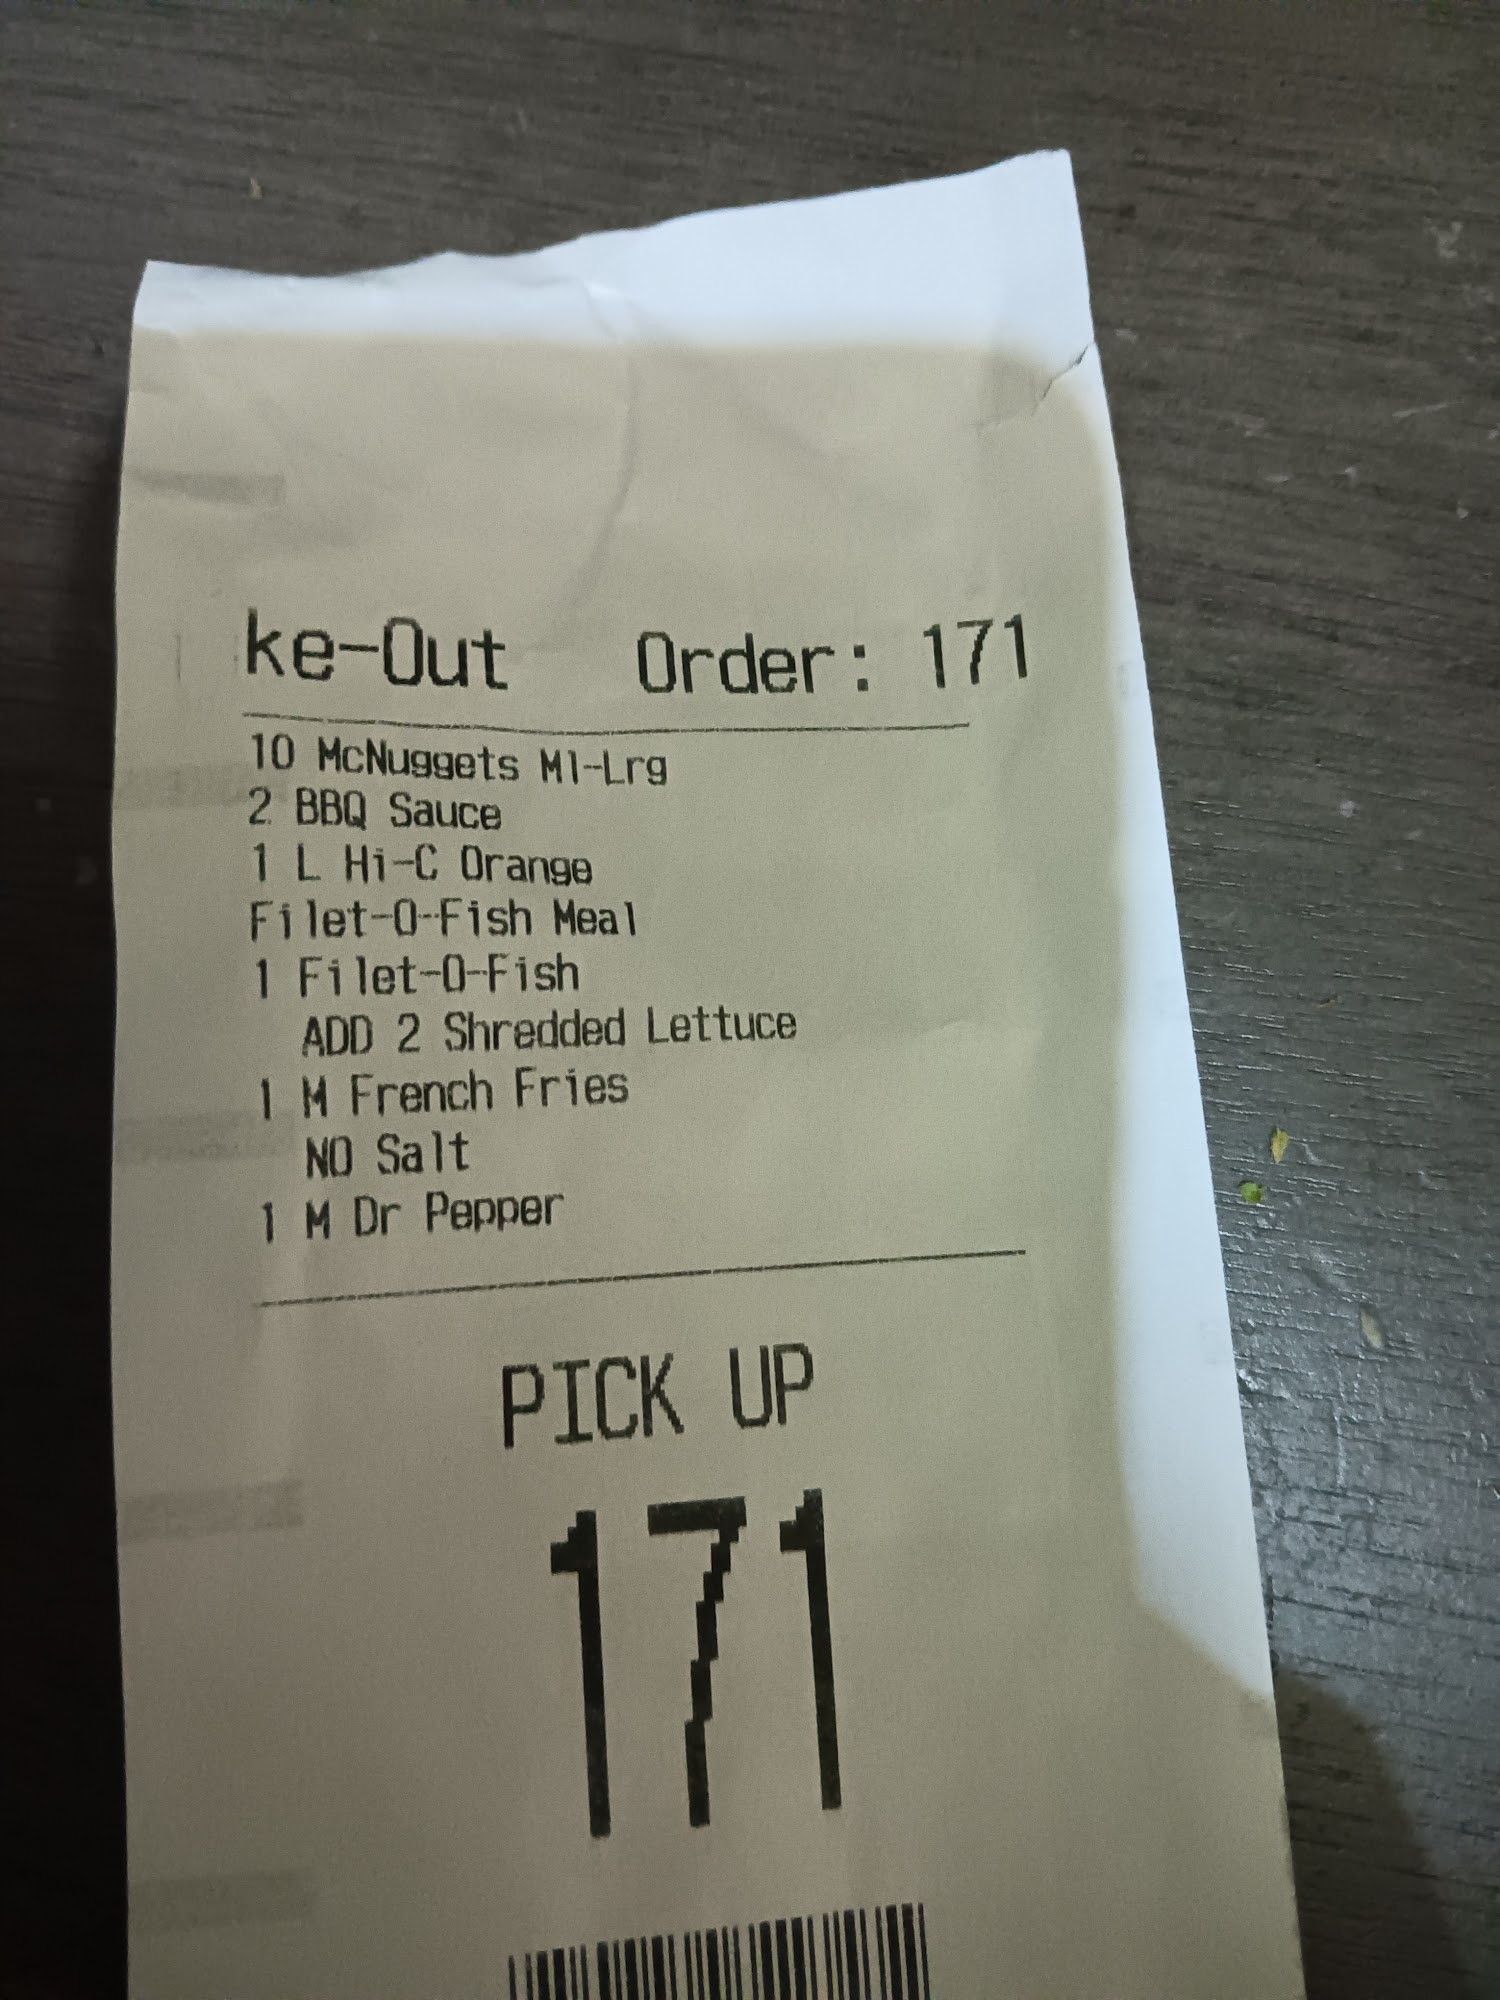 ke-Out Order: 171
10 McNuggets Ml-Lrg
2 BBQ Sauce
1 L Hi-C Orange
Filet-O-Fish Meal
1 Filet-O-Fish
ADD 2 Shredded Lettuce
1 M French Fries
NO Salt
1 M Dr Pepper
PICK UP
171